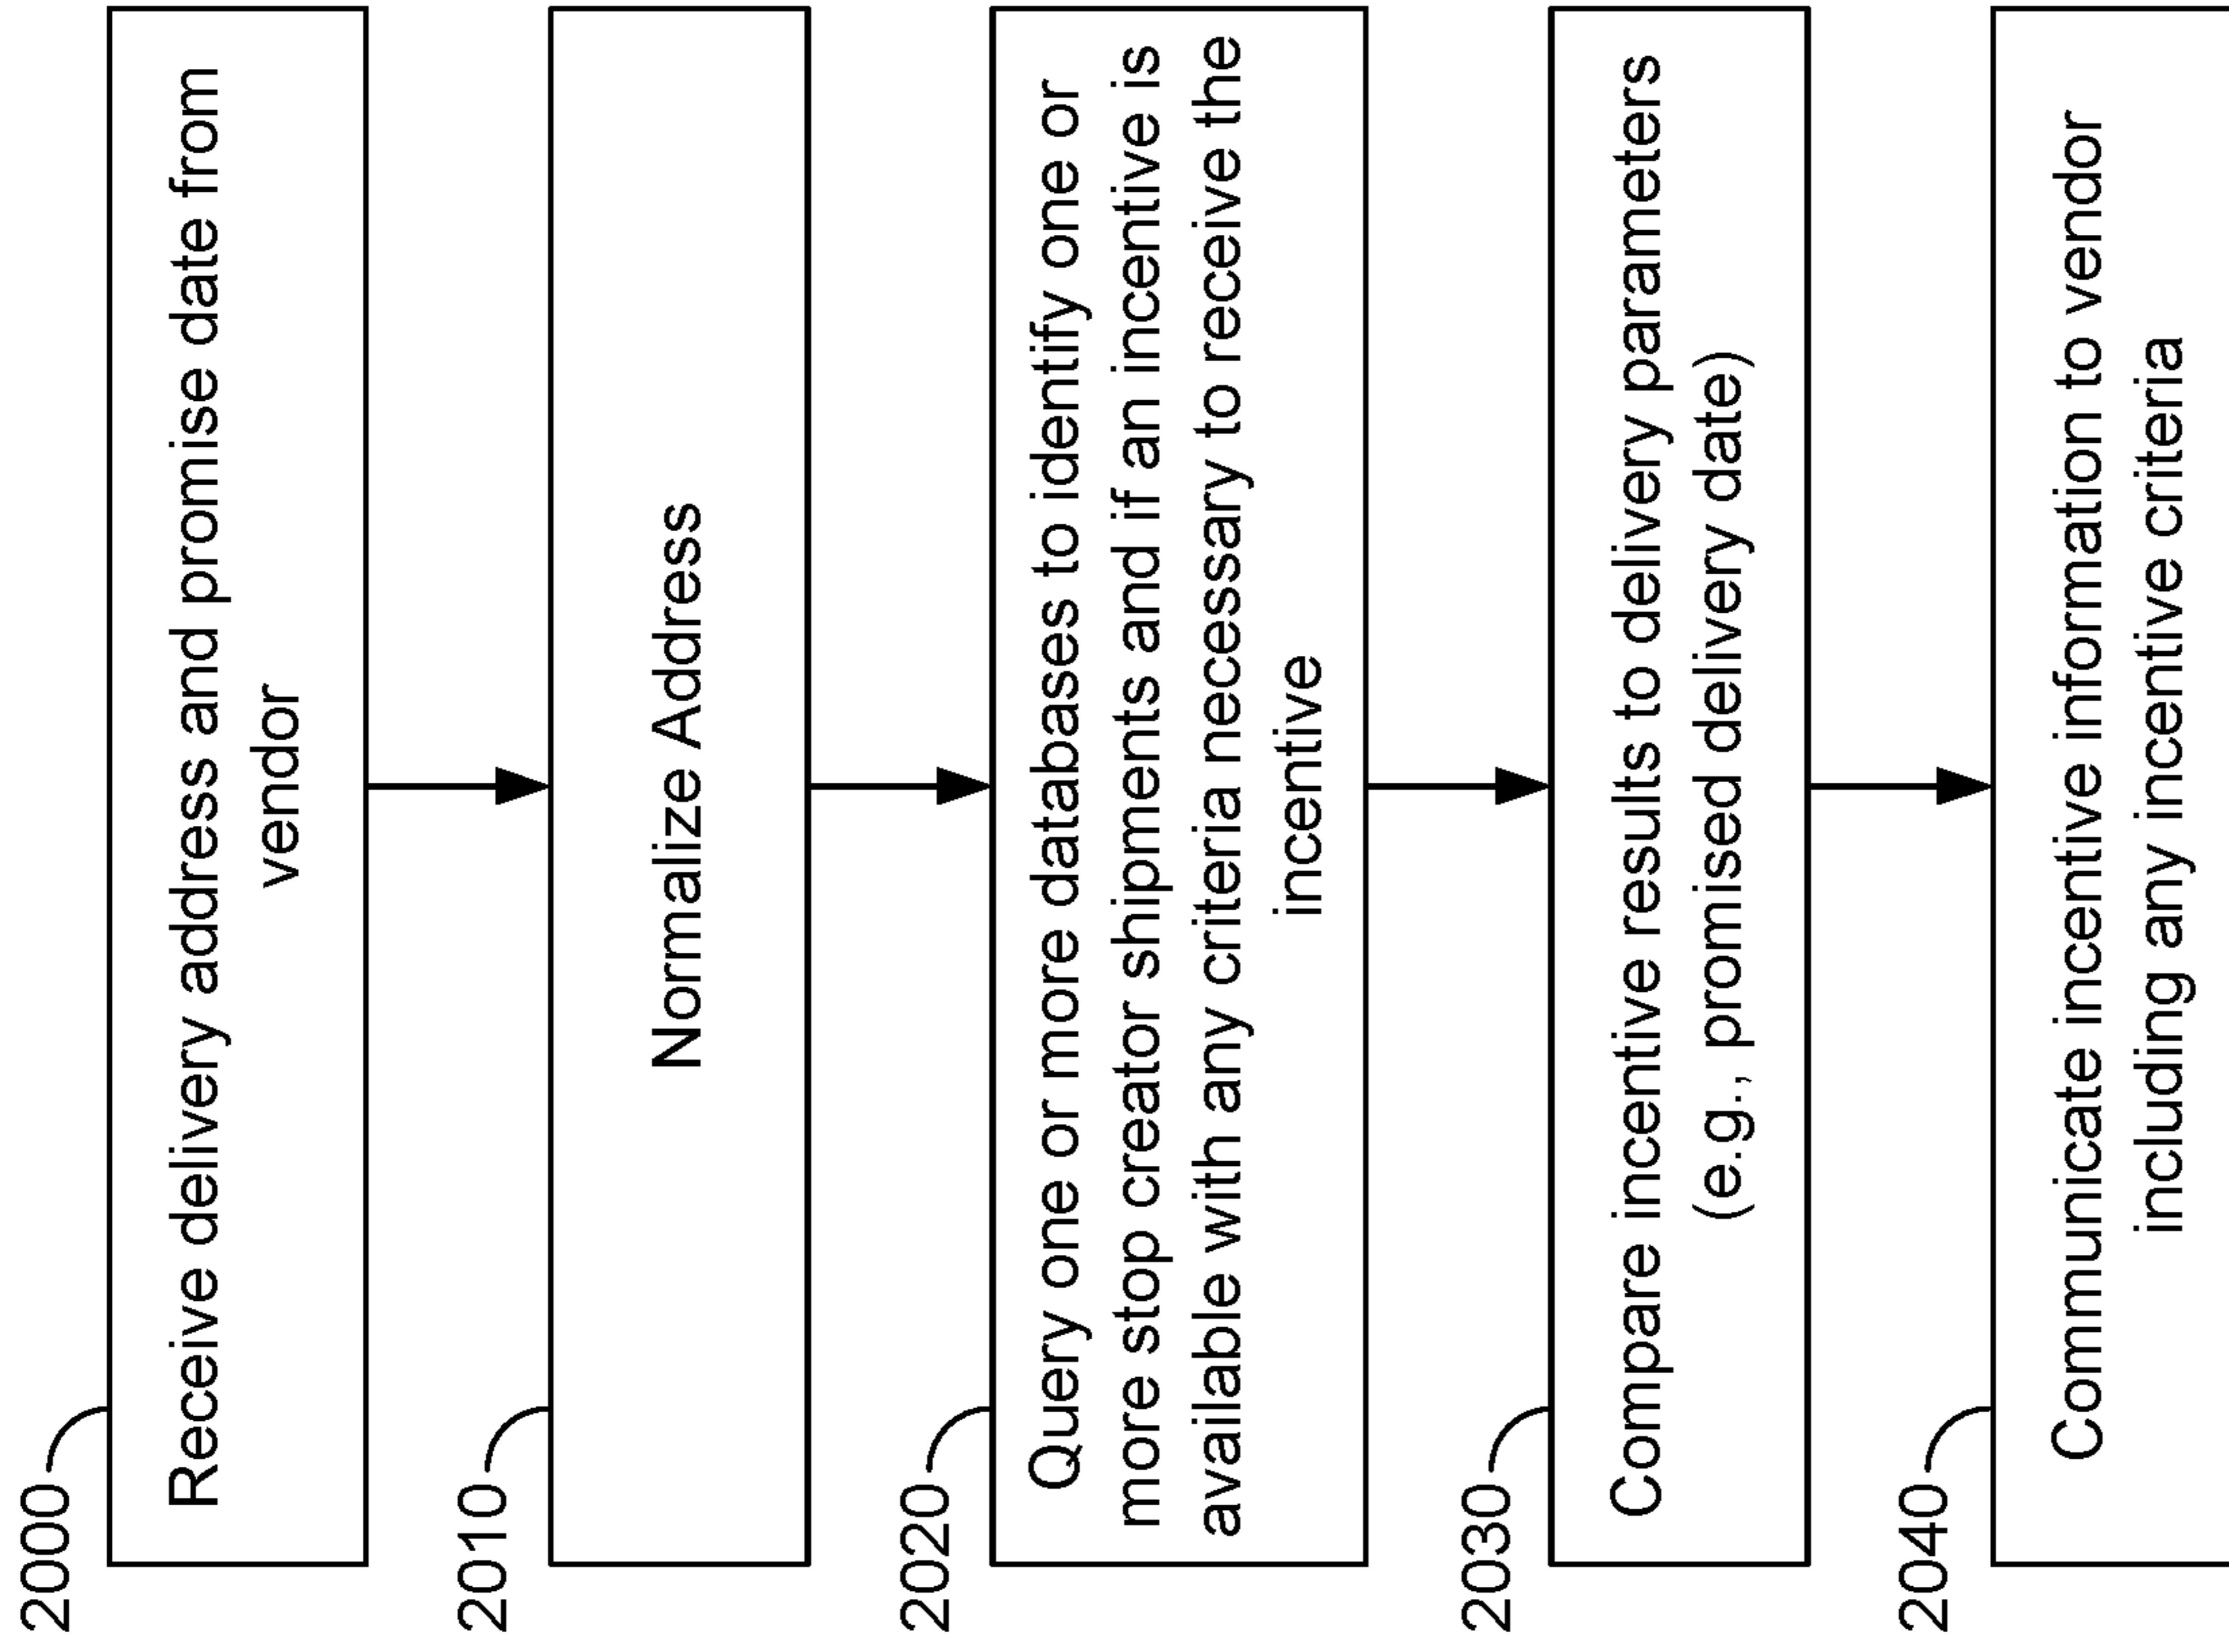 2000
Receive delivery address and promise date from
vendor
2010
Normalize Address
2020
Query one or more databases to identify one or
more stop creator shipments and if an incentive is
available with any criteria necessary to receive the
incentive
2030
Compare incentive results to delivery parameters
(e.g., promised delivery date)
2040
Communicate incentive information to vendor
including any incentive criteria